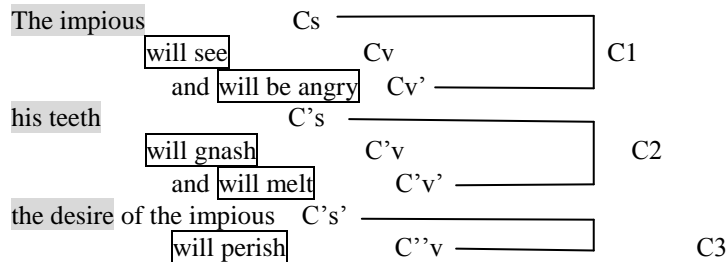 The impious Cs
will see Cv C1
and will be angry Cv’
his teeth C’s
will gnash C’v C2
and will melt C’v’
the desire of the impious C’s’
will perish C’’v C3